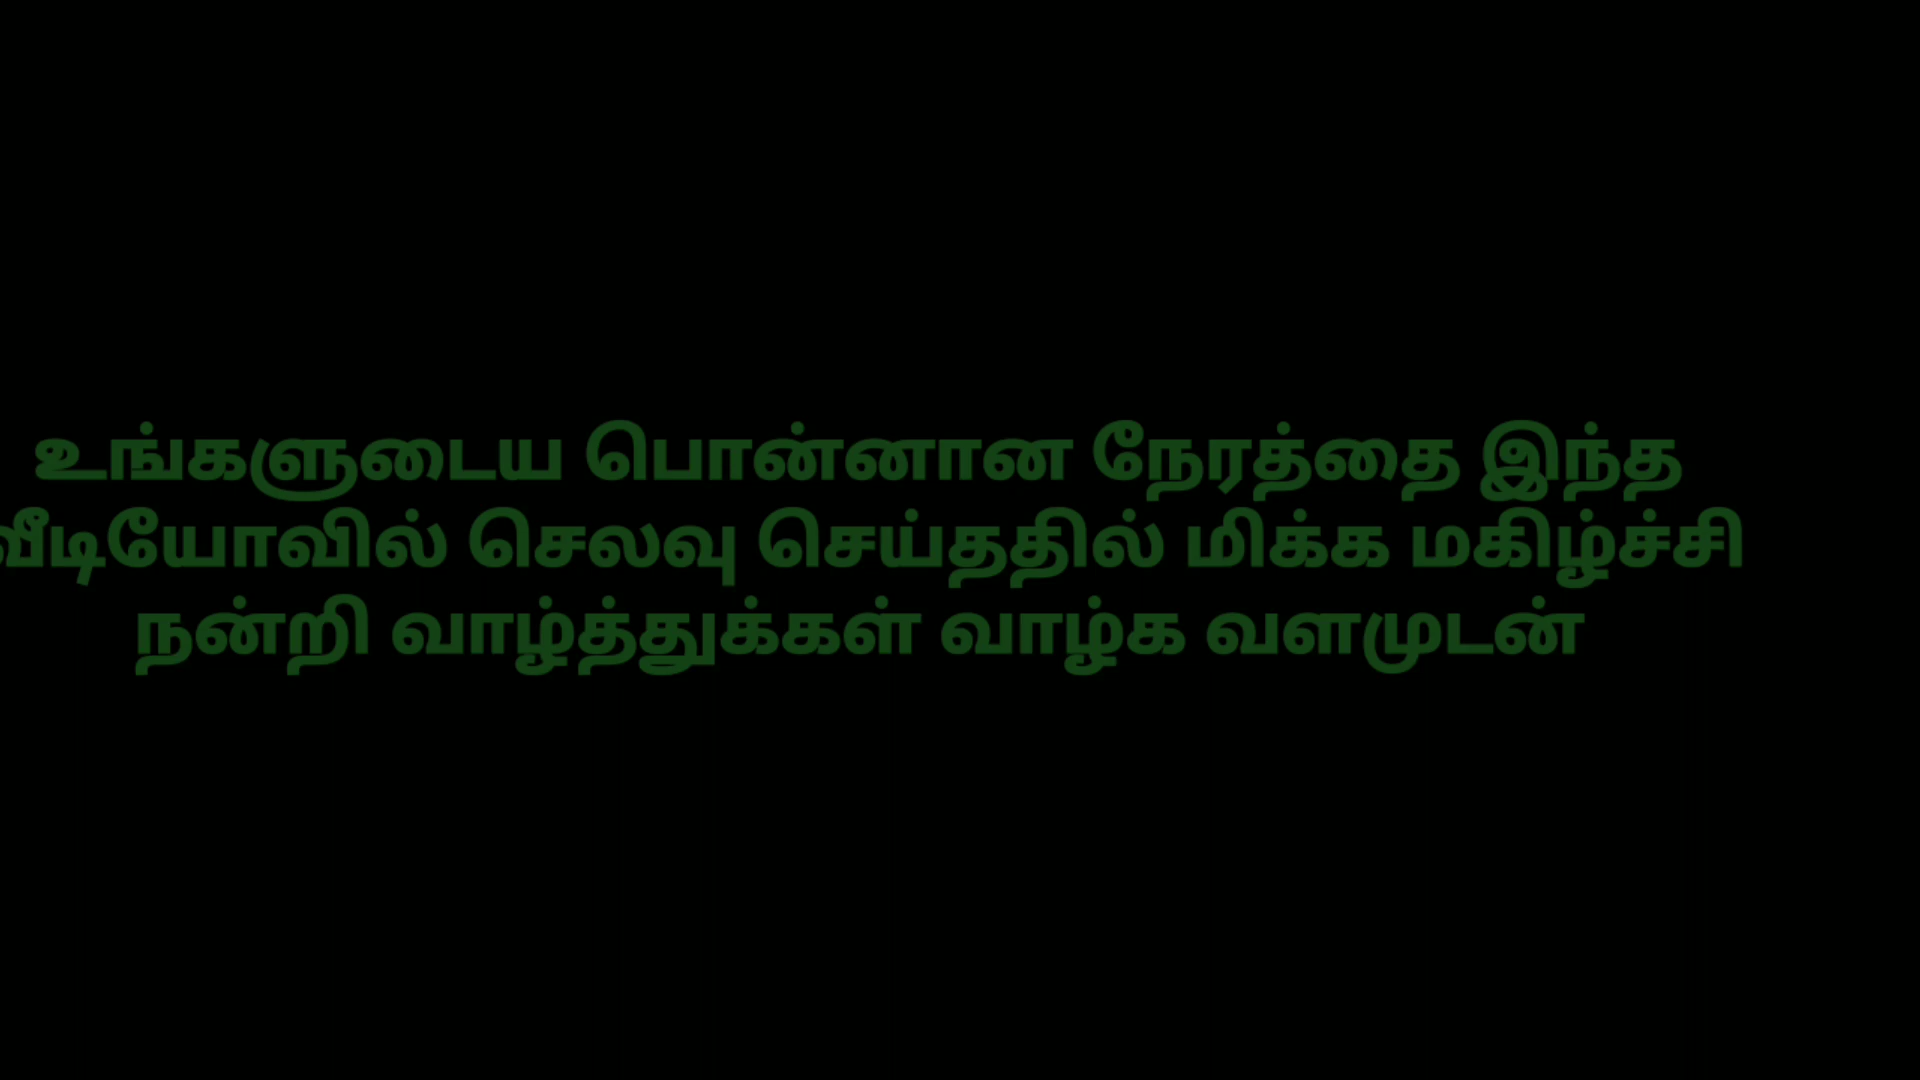 உங்களுடைய பொன்னான நேரத்தை இந்த
வீடியோவில் செலவு செய்ததில் மிக்க மகிழ்ச்சி
நன்றி வாழ்த்துக்கள் வாழ்க வளமுடன்